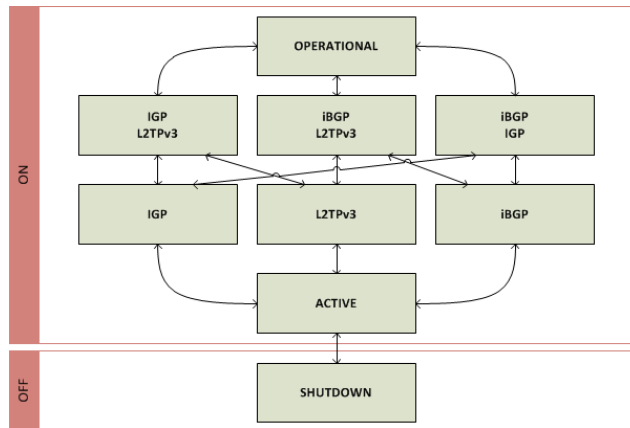 OPERATIONAL
IGP
L2TPv3
iBGP
L2TPv3
iBGP
IGP
ON
IGP
L2TPv3
iBGP
ACTIVE
OFF
SHUTDOWN